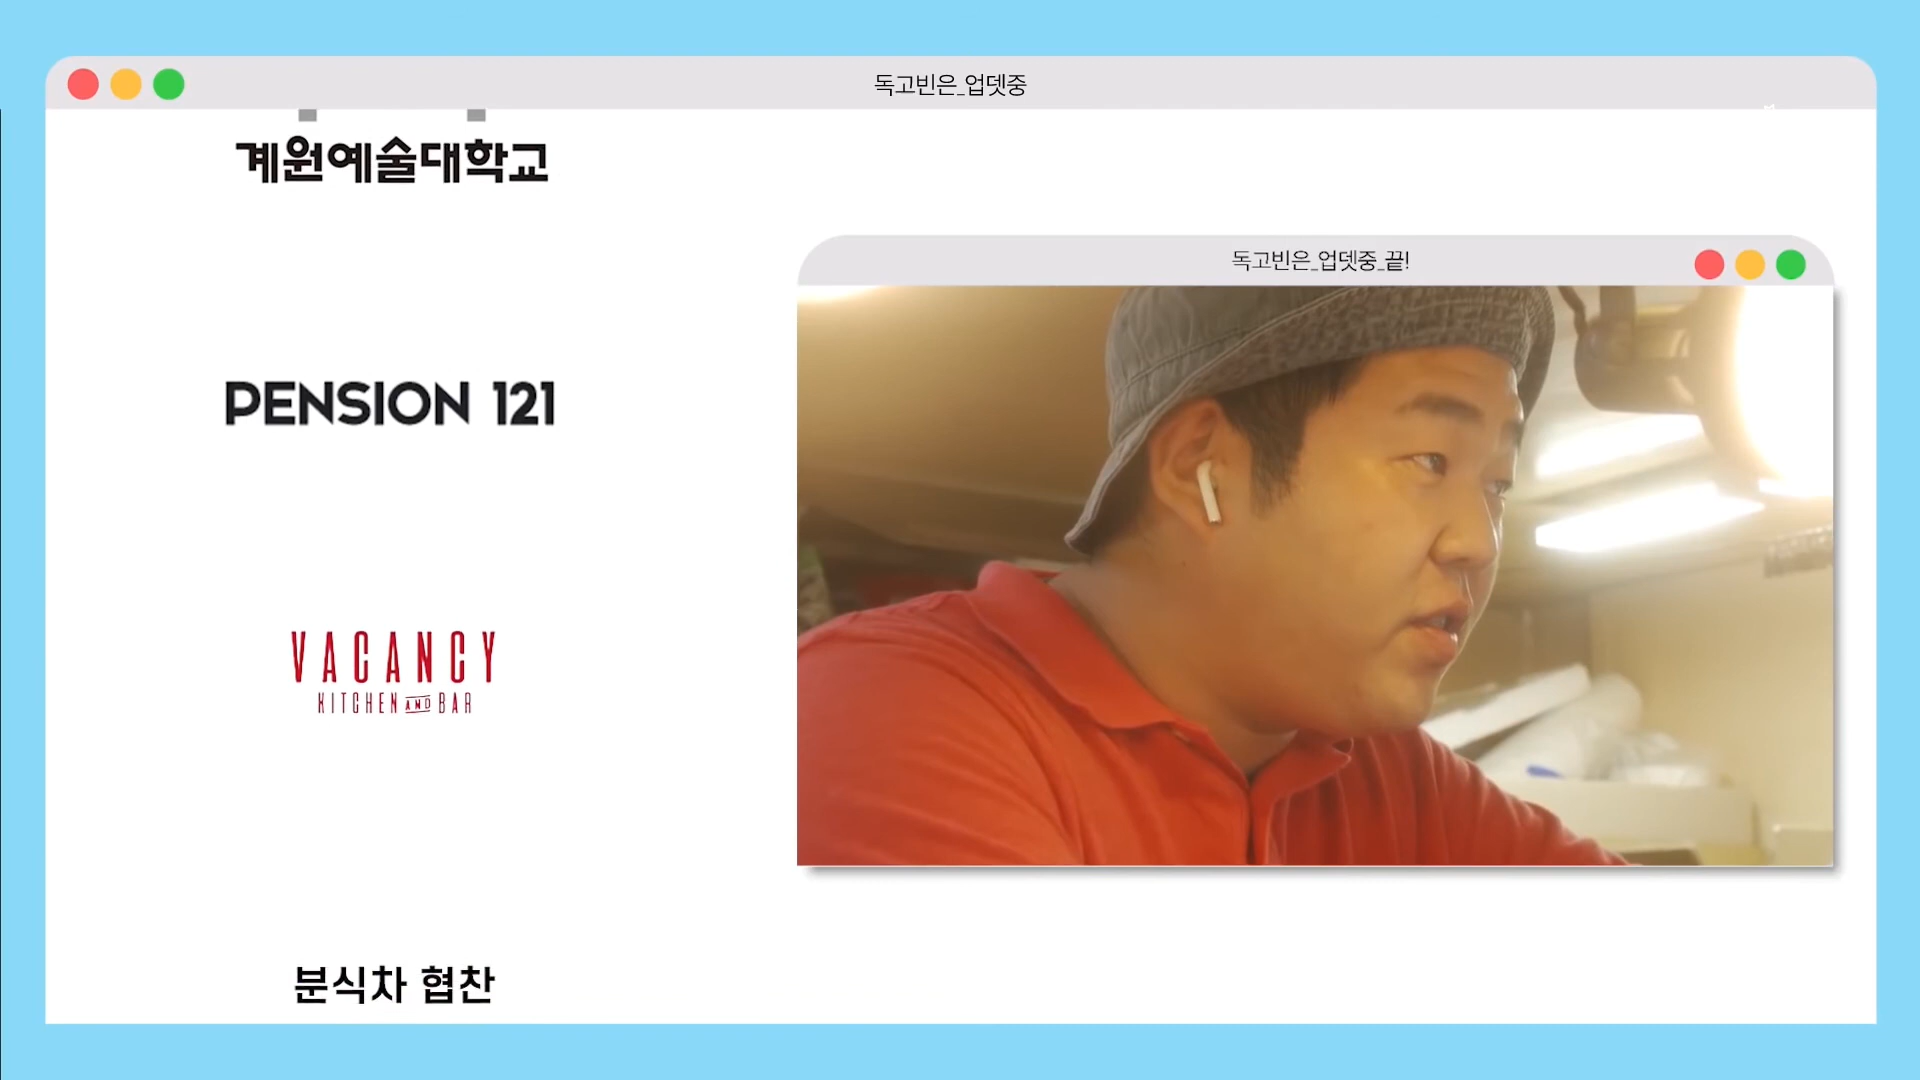 독고빈은_업뎃중
계원예술대학교
독고빈은_업뎃중_끝!
PENSION 121
VACANCY
KITCHEN AND BAR
분식차 협찬